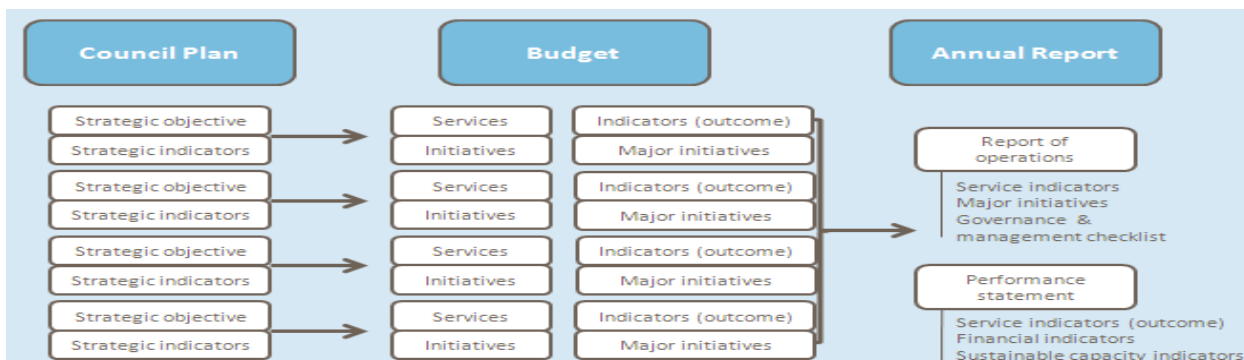 Council Plan
Budget
Annual Report
Strategic objective
Strategic indicators
Services
Initiatives
Indicators (outcome)
Major initiatives
Strategic objective
Strategic indicators
Services
Initiatives
Indicators (outcome)
Major initiatives
Strategic objective
Strategic indicators
Services
Initiatives
Indicators (outcome)
Major initiatives
Strategic objective
Strategic indicators
Services
Initiatives
Indicators (outcome)
Major initiatives
Report of
operations
Service indicators
Major initiatives
Governance &
management checklist
Performance
statement
Service indicators (outcome)
Financial indicators
Sustainable capacity indicators